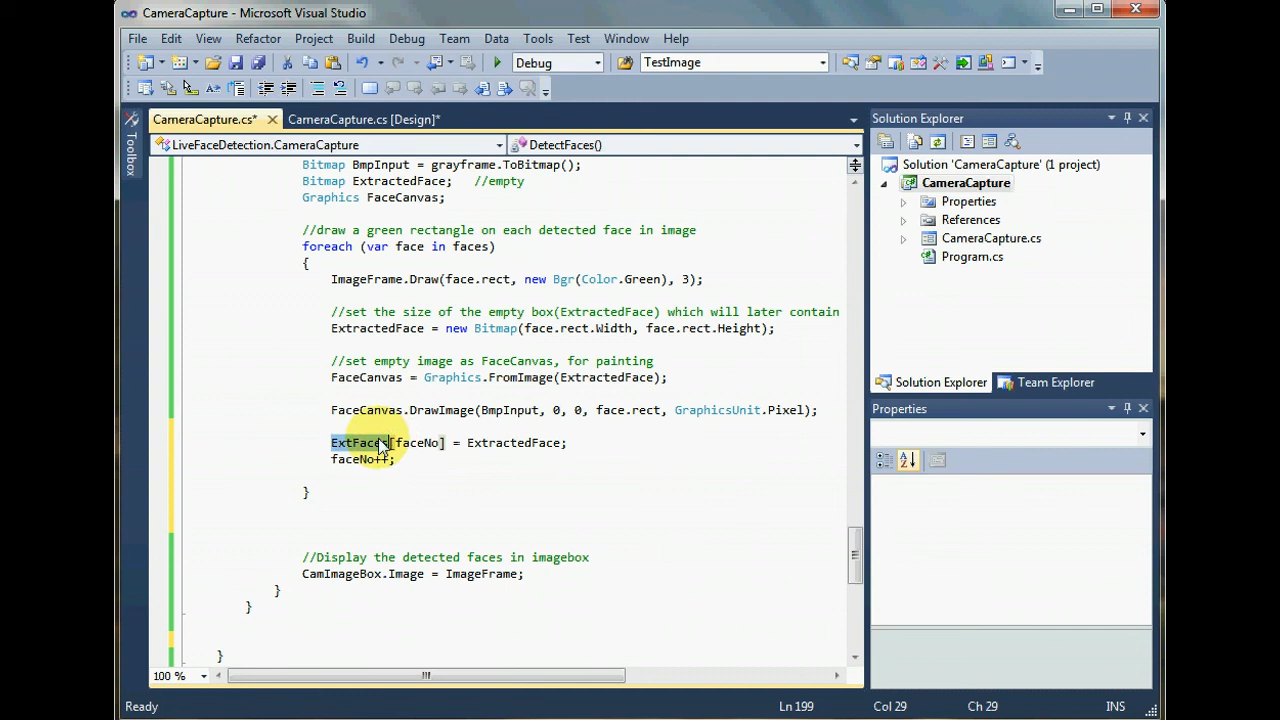 CameraCapture - Microsoft Visual Studio
File Edit View Refactor Project Build Debug Team Data Tools Test Window Help
Debug TestImage
CameraCapture.cs* CameraCapture.cs [Design]*
LiveFaceDetection.CameraCapture DetectFaces()
Toolbox
Bitmap BmpInput = grayframe.ToBitmap();
Bitmap ExtractedFace;   //empty
Graphics FaceCanvas;
//draw a green rectangle on each detected face in image
foreach (var face in faces)
{
ImageFrame.Draw(face.rect, new Bgr(Color.Green), 3);
//set the size of the empty box(ExtractedFace) which will later contain
ExtractedFace = new Bitmap(face.rect.Width, face.rect.Height);
//set empty image as FaceCanvas, for painting
FaceCanvas = Graphics.FromImage(ExtractedFace);
FaceCanvas.DrawImage(BmpInput, 0, 0, face.rect, GraphicsUnit.Pixel);
ExtFaces[faceNo] = ExtractedFace;
faceNo++;
}
//Display the detected faces in imagebox
CamImageBox.Image = ImageFrame;
}
}
}
100 %
Solution Explorer
Solution 'CameraCapture' (1 project)
CameraCapture
Properties
References
CameraCapture.cs
Program.cs
Solution Explorer Team Explorer
Properties
Ready Ln 199 Col 29 Ch 29 INS